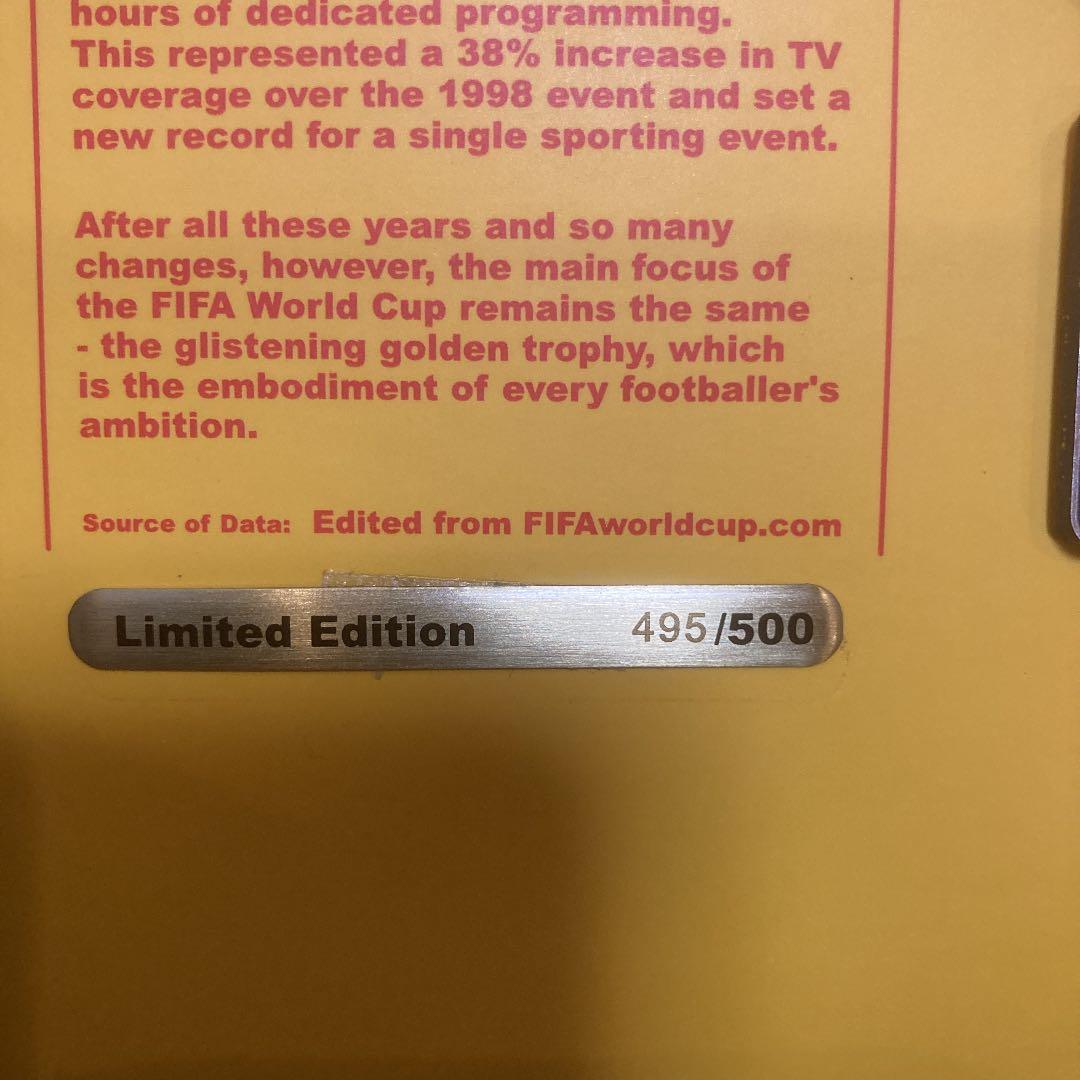 hours of dedicated programming.
This represented a 38% increase in TV
coverage over the 1998 event and set a
new record for a single sporting event.
After all these years and so many
changes, however, the main focus of
the FIFA World Cup remains the same
- the glistening golden trophy, which
is the embodiment of every footballer's
ambition.
Source of Data: Edited from FIFAworldcup.com
Limited Edition 495/500